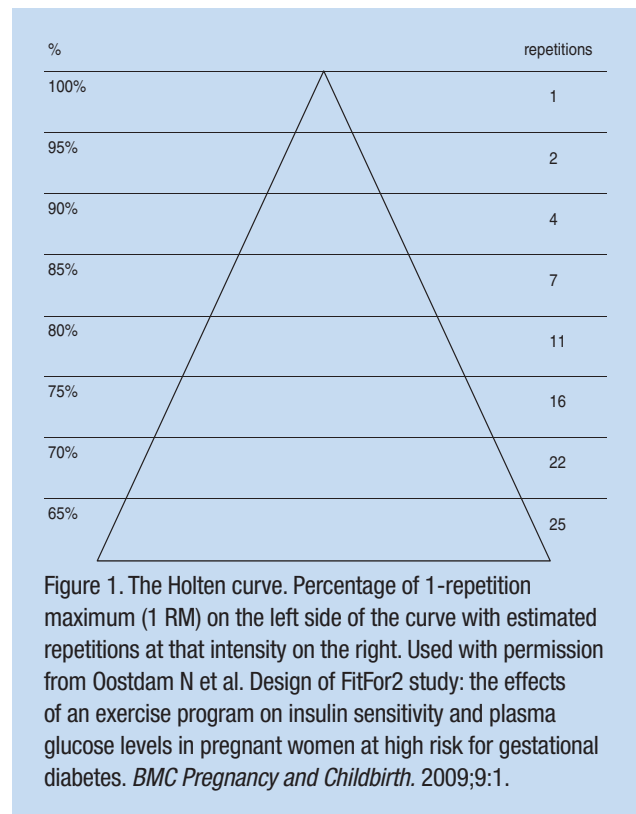 % repetitions
100% 1
95% 2
90% 4
85% 7
80% 11
75% 16
70% 22
65% 25
Figure 1. The Holten curve. Percentage of 1-repetition
maximum (1 RM) on the left side of the curve with estimated
repetitions at that intensity on the right. Used with permission
from Oostdam N et al. Design of FitFor2 study: the effects
of an exercise program on insulin sensitivity and plasma
glucose levels in pregnant women at high risk for gestational
diabetes. BMC Pregnancy and Childbirth. 2009;9:1.